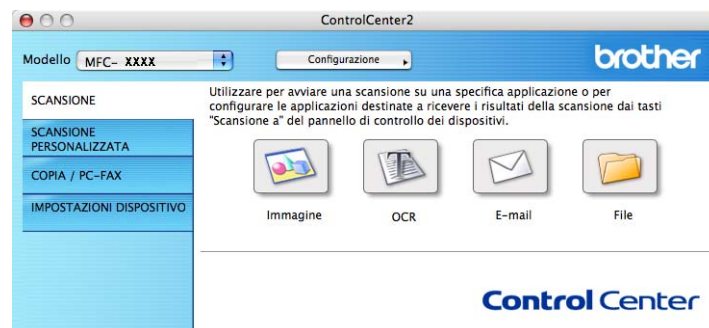 ControlCenter2
Modello MFC- XXXX Configurazione brother
SCANSIONE
SCANSIONE
PERSONALIZZATA
COPIA / PC-FAX
IMPOSTAZIONI DISPOSITIVO
Utilizzare per avviare una scansione su una specifica applicazione o per
configurare le applicazioni destinate a ricevere i risultati della scansione dai tasti
"Scansione a" del pannello di controllo dei dispositivi.
Immagine OCR E-mail File
Control Center